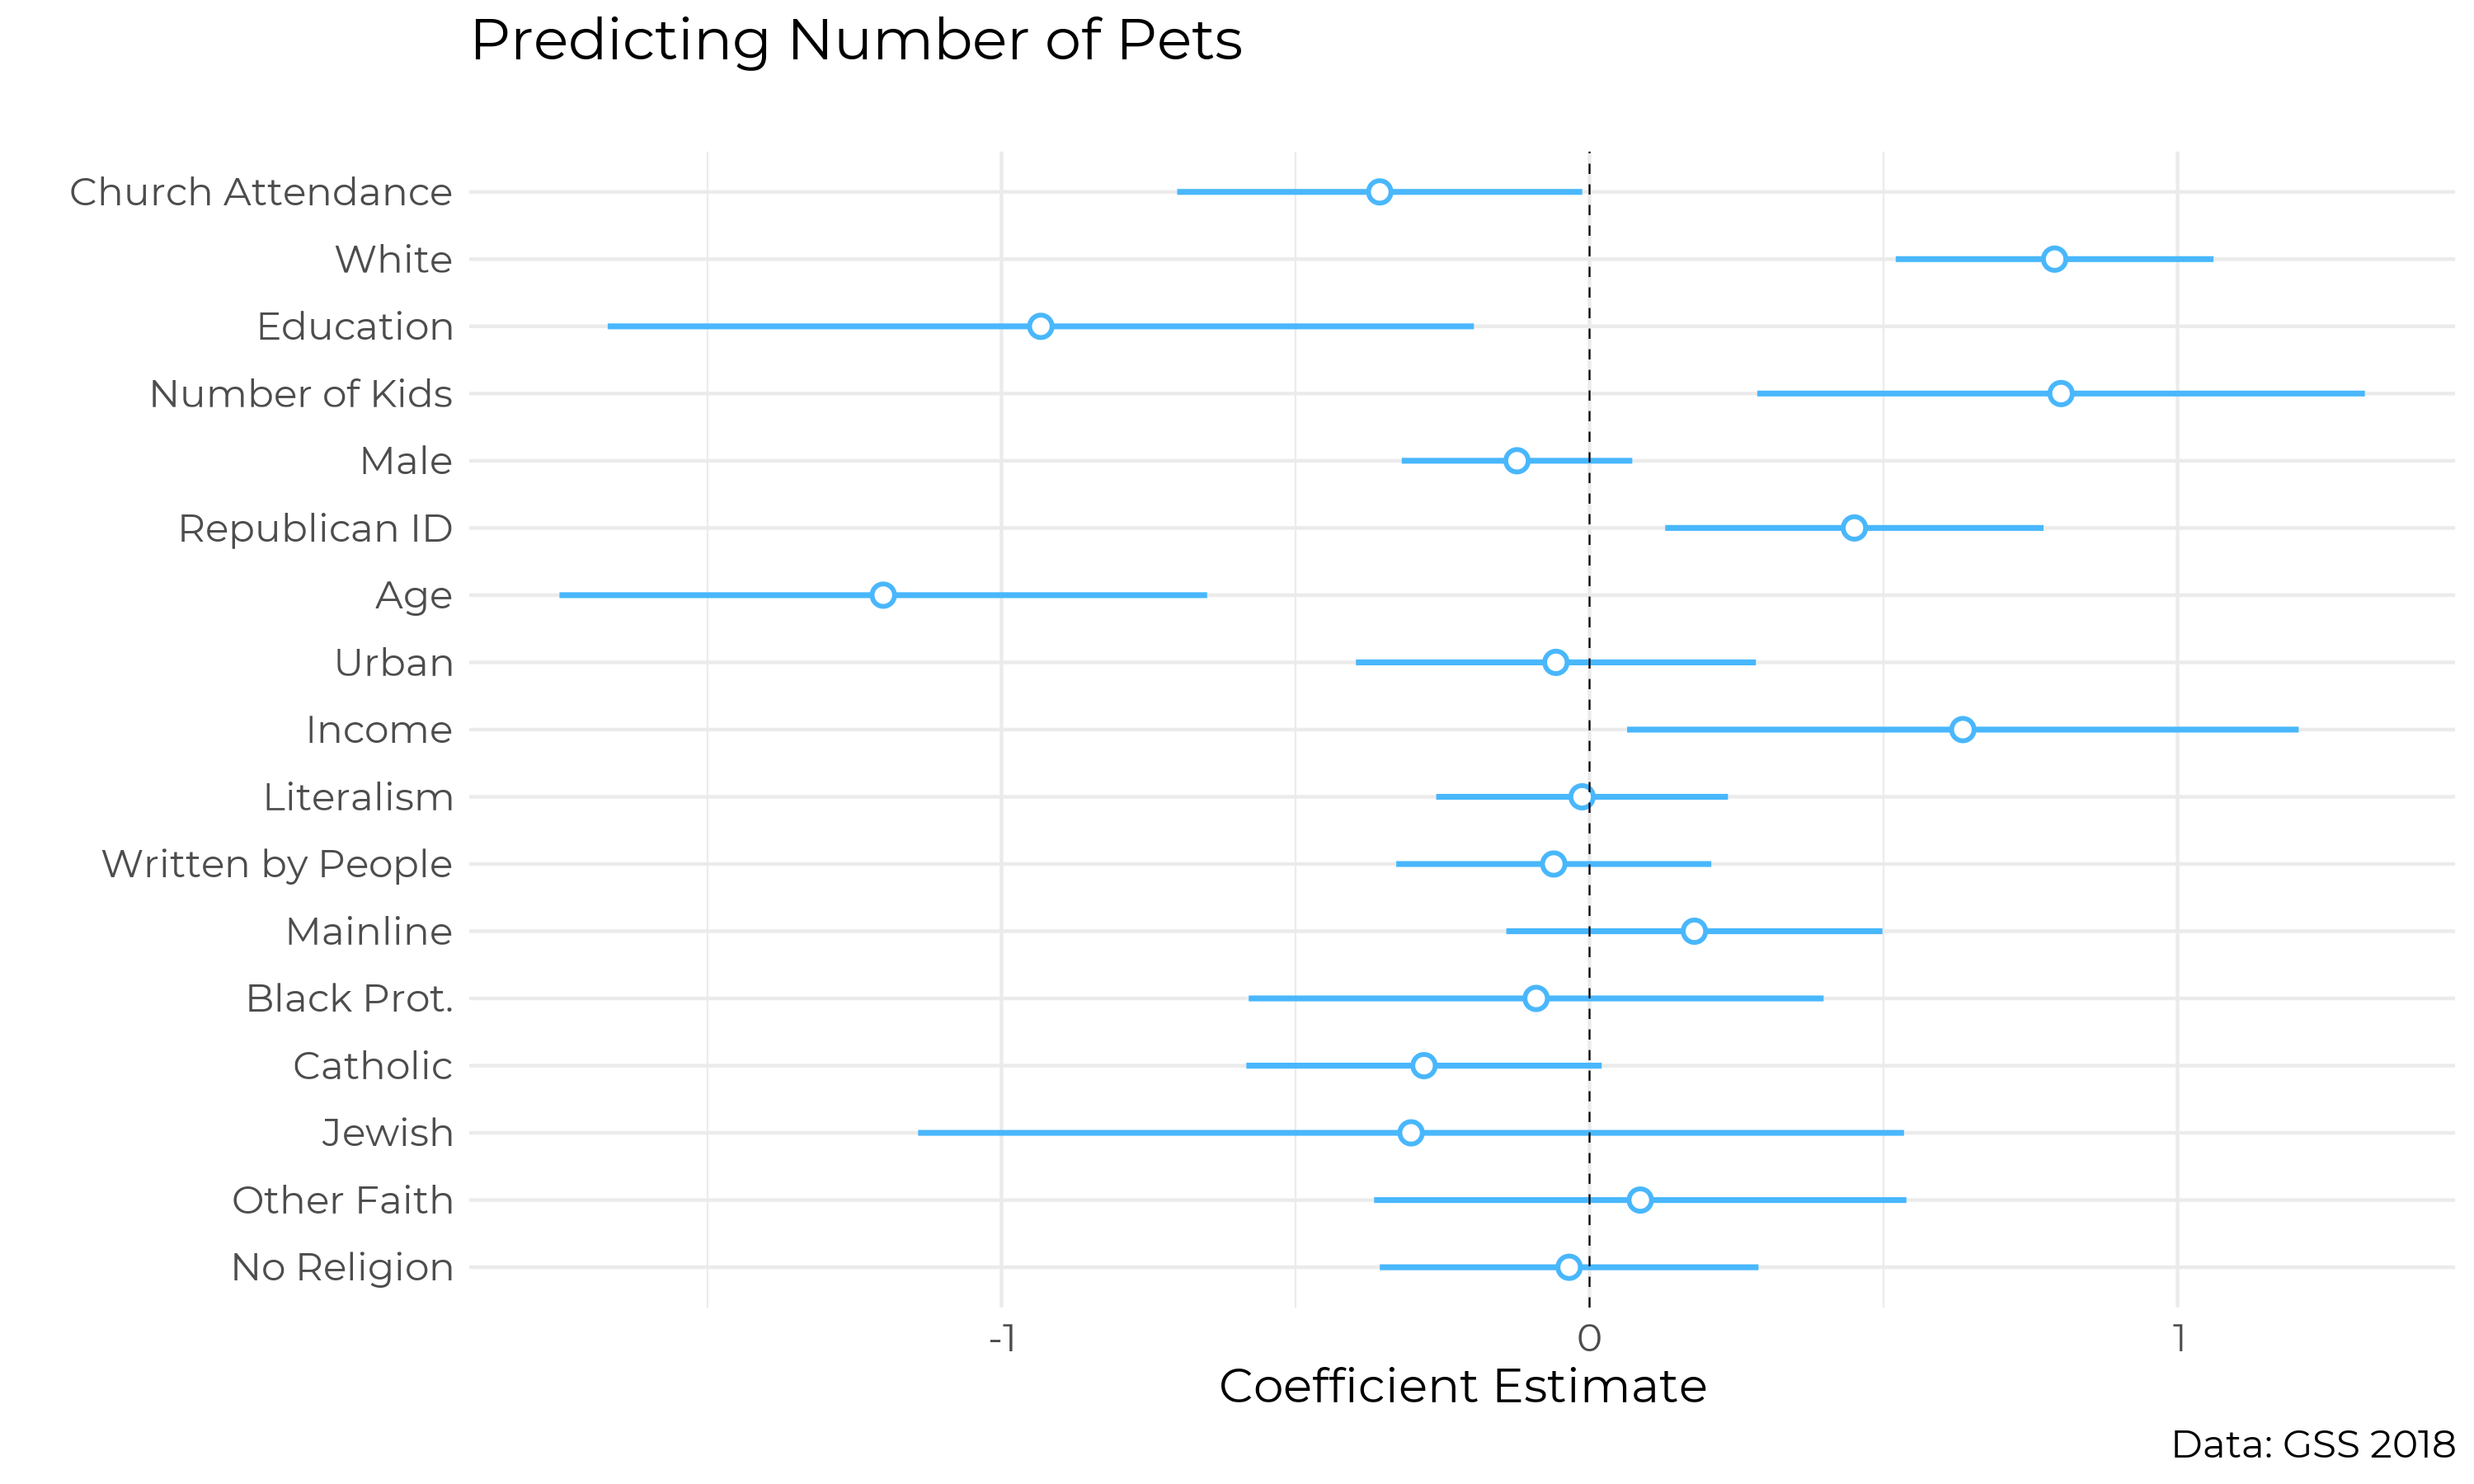 Predicting Number of Pets
Church Attendance
White
Education
Number of Kids
Male
Republican ID
Age
Urban
Income
Literalism
Written by People
Mainline
Black Prot.
Catholic
Jewish
Other Faith
No Religion
-1 0 1
Coefficient Estimate
Data: GSS 2018